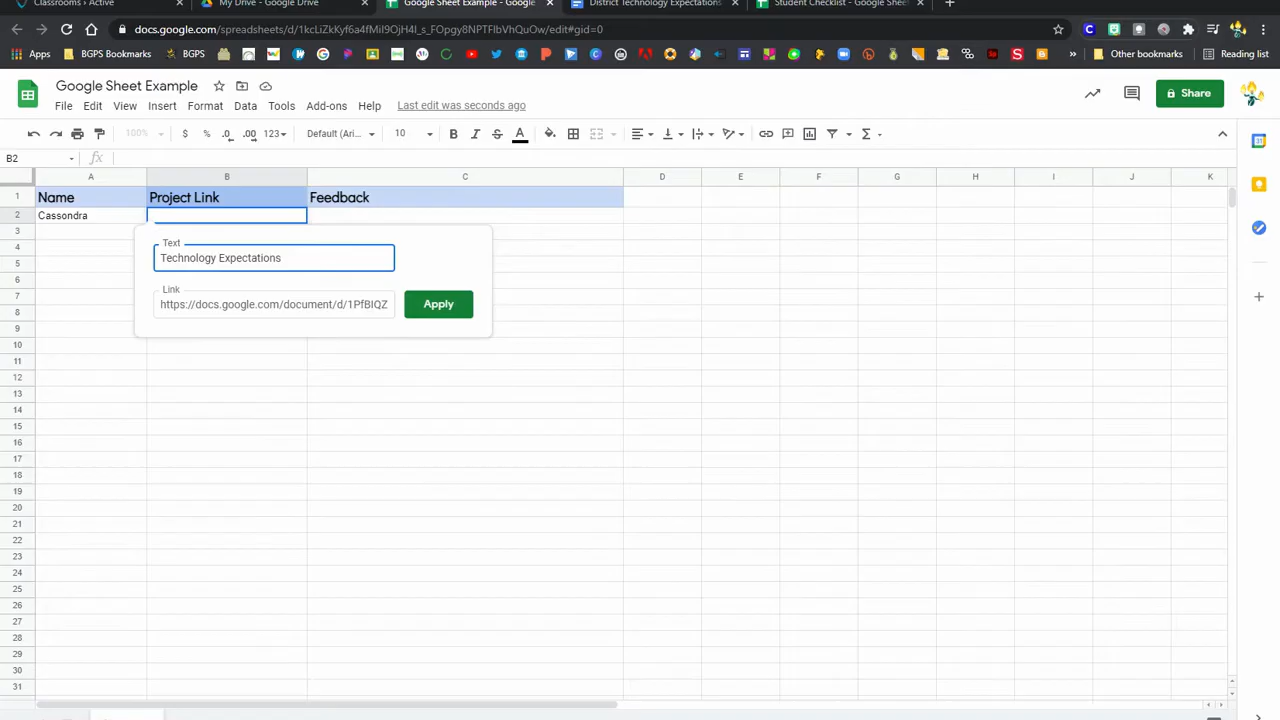 Classrooms | Active
My Drive - Google Drive
Google Sheet Example - Google
District Technology Expectations
Student Checklist - Google Sheet
docs.google.com/spreadsheets/d/1kcLiZkKyf6a4fMiI9OjH4l_s_FOpgy8NPTFlbVhQuOw/edit#gid=0
Apps
BGPS Bookmarks
BGPS
Other bookmarks
Reading list
Google Sheet Example
Share
File Edit View Insert Format Data Tools Add-ons Help Last edit was seconds ago
100% $ % .0 .00 123 Default (Ari... 10 B I S A
B2 fx
A B C D E F G H I J K
1 Name Project Link Feedback
2 Cassondra
3
Text
4 Technology Expectations
5
6
Link
7 https://docs.google.com/document/d/1PfBIQZ Apply
8
9
10
11
12
13
14
15
16
17
18
19
20
21
22
23
24
25
26
27
28
29
30
31